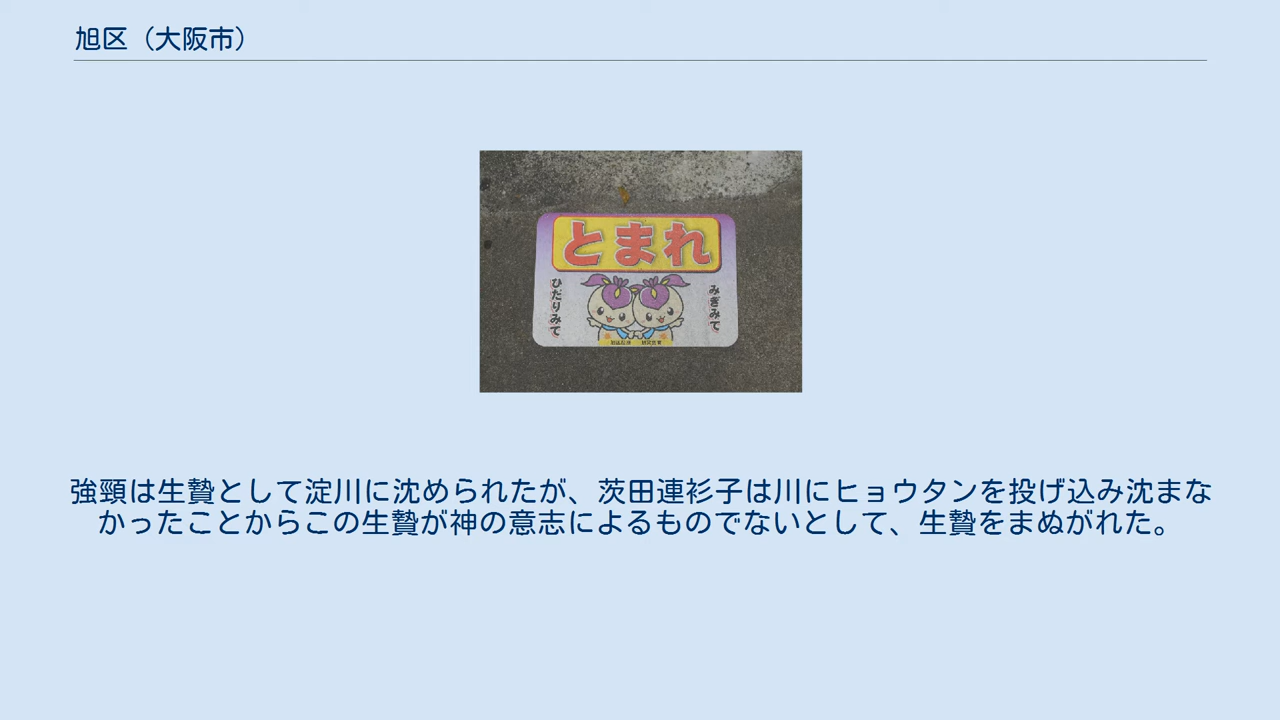 旭区（大阪市）
とまれ
ひだりみて
みぎみて
強頸は生贄として淀川に沈められたが、茨田連衫子は川にヒョウタンを投げ込み沈まな
かったことからこの生贄が神の意志によるものでないとして、生贄をまぬがれた。